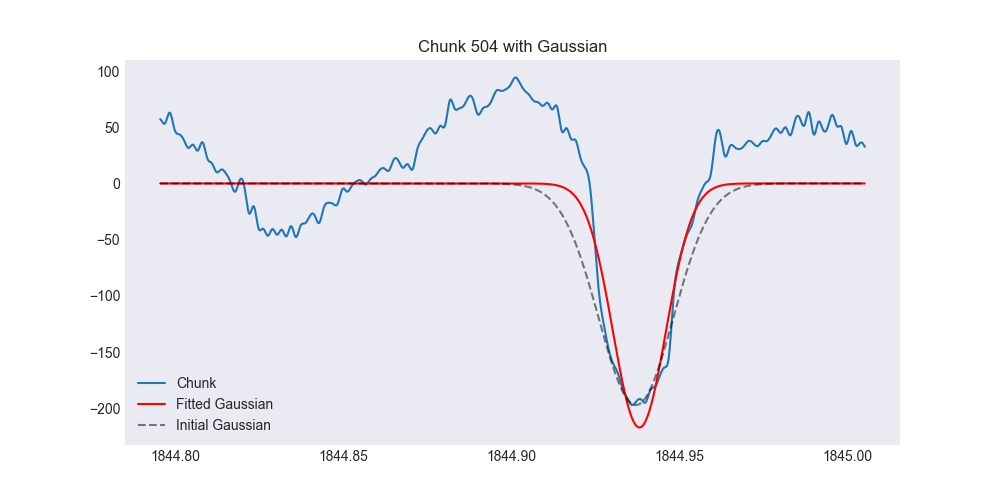 Chunk 504 with Gaussian
100
50
0
−50
−100
−150
−200
Chunk
Fitted Gaussian
Initial Gaussian
1844.80 1844.85 1844.90 1844.95 1845.00